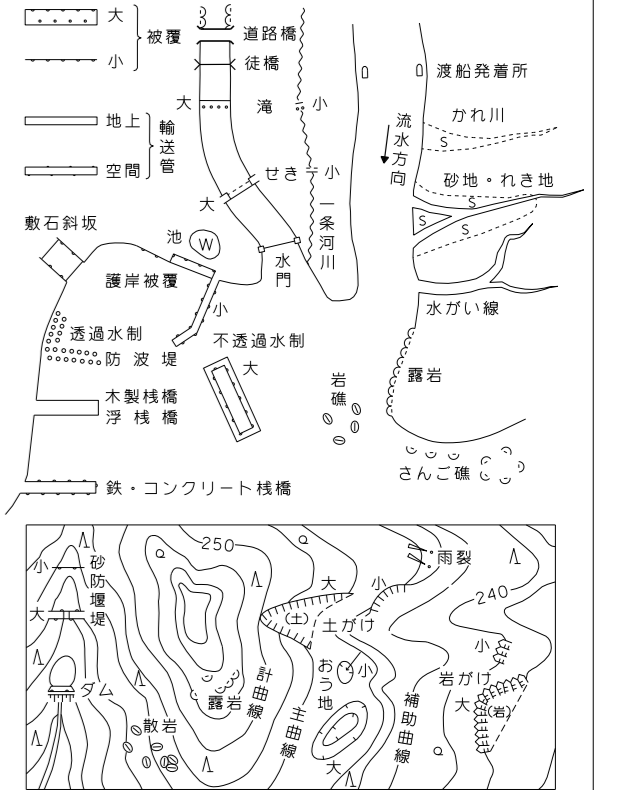 大
小
被覆
道路橋
徒橋
大
滝
小
渡船発着所
流水方向
かれ川
S
地上
空間
輸送管
せき
小
大
一条河川
砂地・れき地
S
S
S
敷石斜坂
池
W
水門
護岸被覆
小
水がい線
透過水制
不透過水制
大
防波堤
露岩
岩礁
木製桟橋
浮桟橋
さんご礁
鉄・コンクリート桟橋
250
小
砂防堰堤
大
雨裂
240
大
小
(土)
土がけ
小
おう地
小
岩がけ
大
(岩)
ダム
露岩
計曲線
主曲線
補助曲線
散岩
大